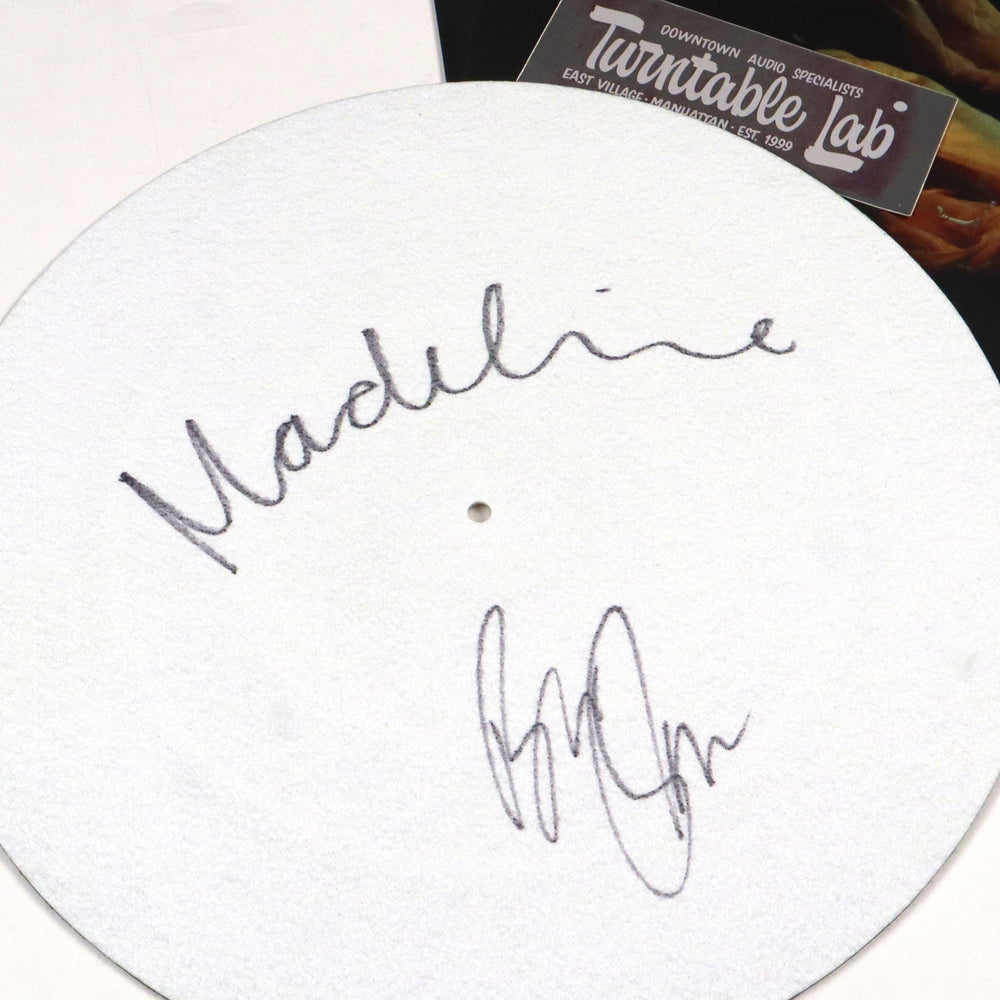 DOWNTOWN AUDIO SPECIALISTS
Turntable Lab
EAST VILLAGE · MANHATTAN · EST. 1999
Madeline